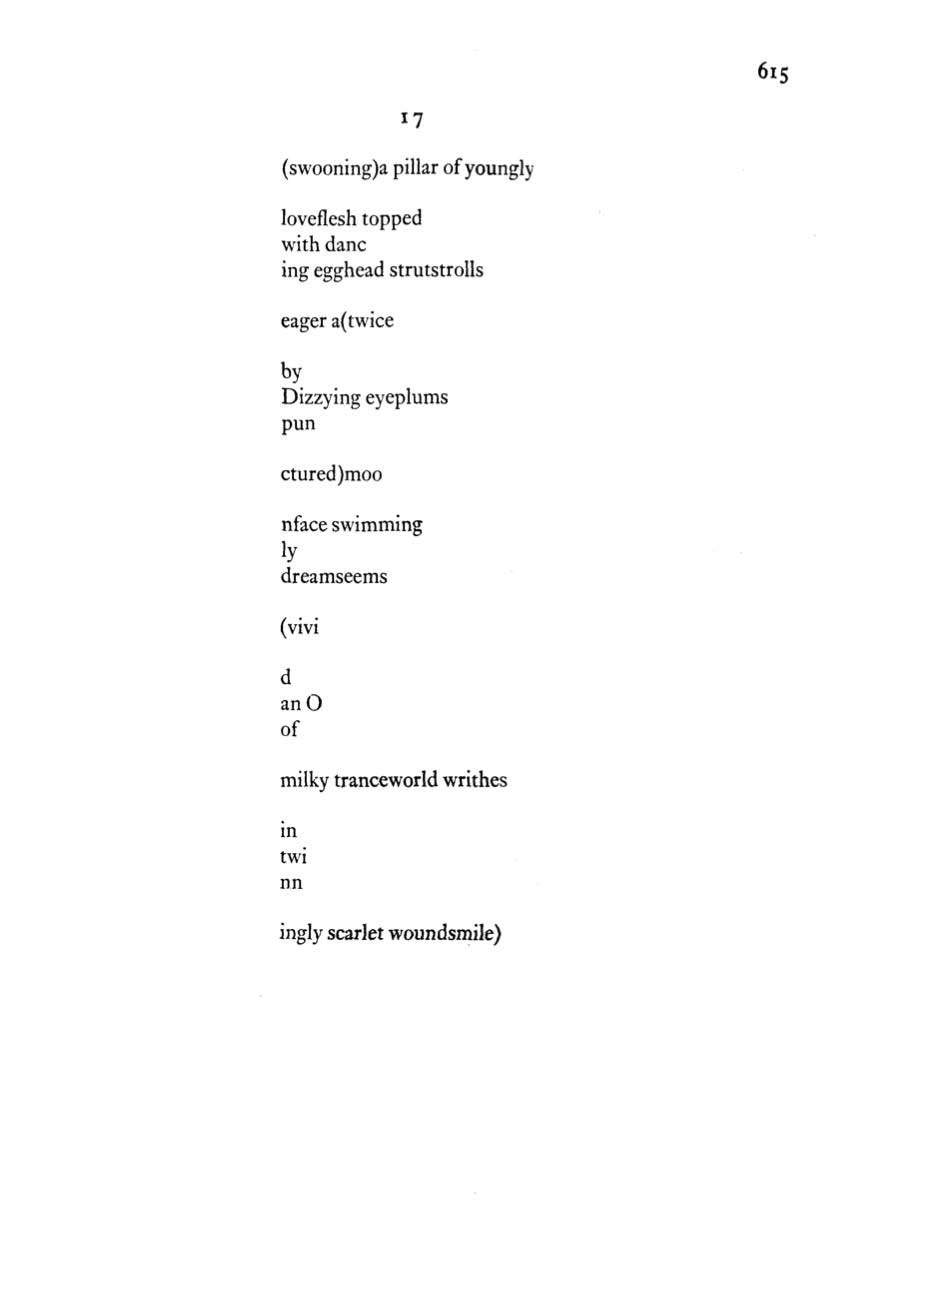 615
17
(swooning)a pillar of youngly
loveflesh topped
with danc
ing egghead strutstrolls
eager a(twice
by
Dizzying eyeplums
pun
ctured)moo
nface swimming
ly
dreamseems
(vivi
d
an O
of
milky tranceworld writhes
in
twi
nn
ingly scarlet woundsmile)